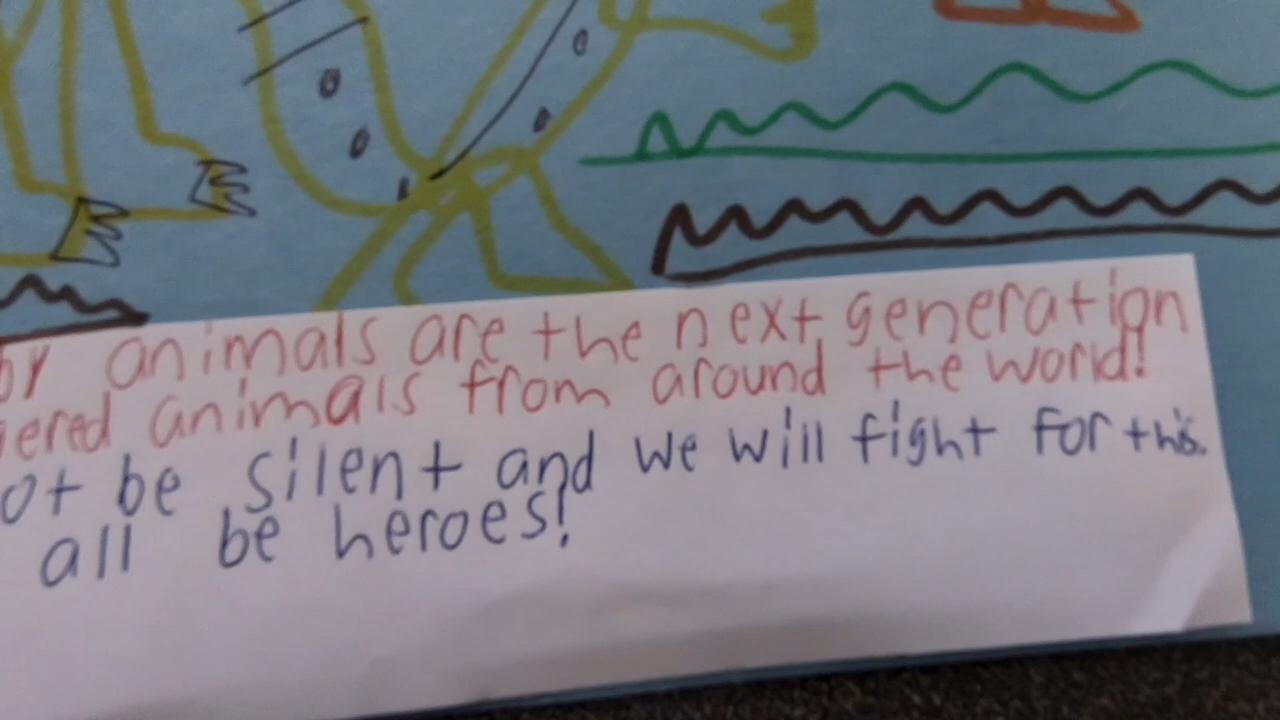 animals are the next generation
animals from around the world!
be silent and we will fight for this.
all be heroes!